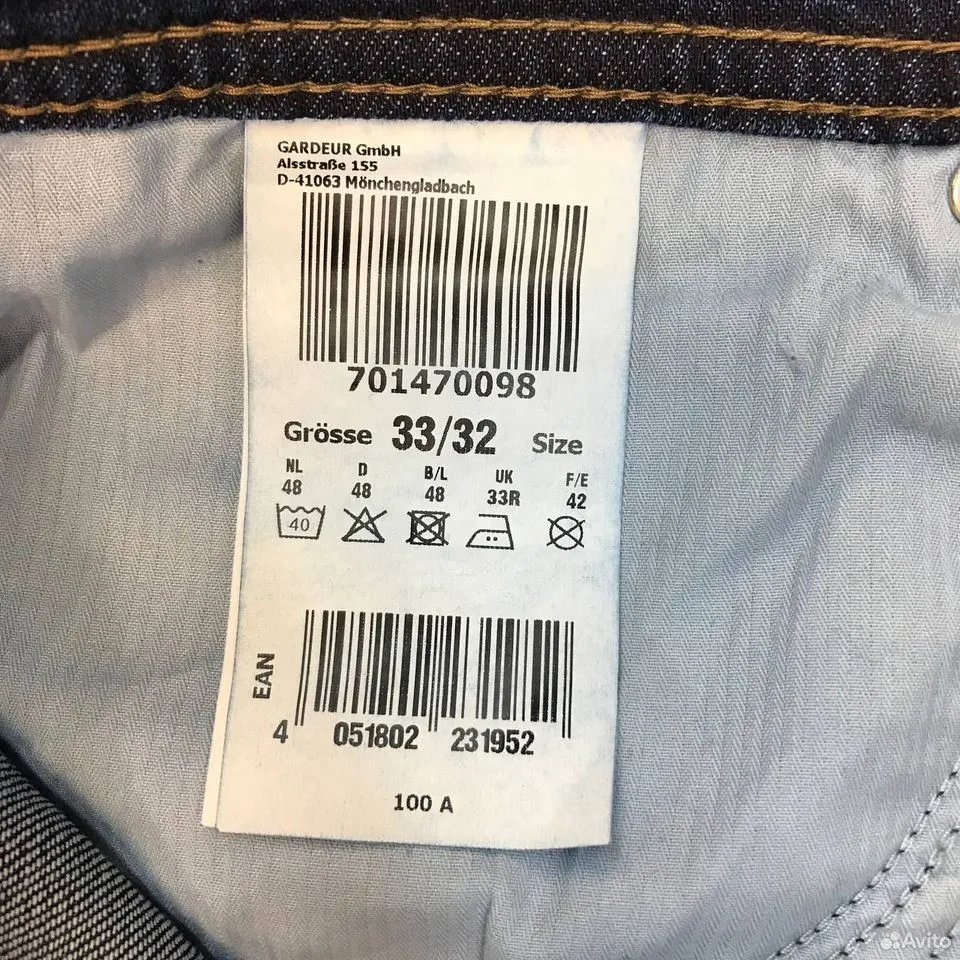 GARDEUR GmbH
Alsstraße 155
D-41063 Mönchengladbach
701470098
Grösse 33/32 Size
NL D B/L UK F/E
48 48 48 33R 42
40
EAN
4 051802 231952
100 A
Avito